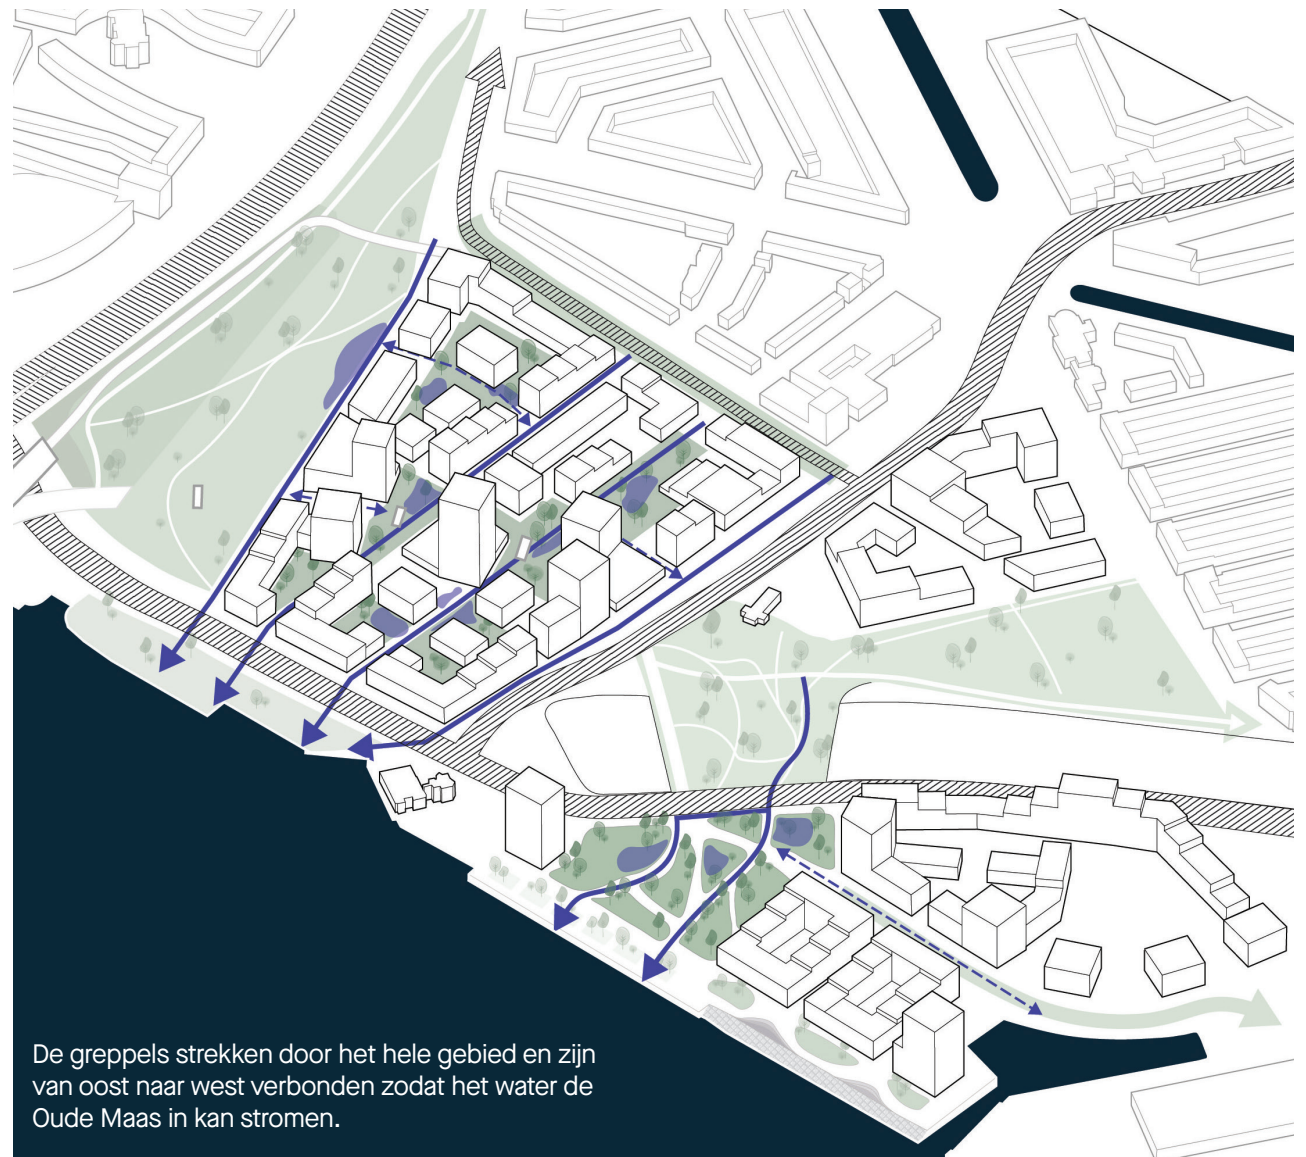 De greppels strekken door het hele gebied en zijn
van oost naar west verbonden zodat het water de
Oude Maas in kan stromen.